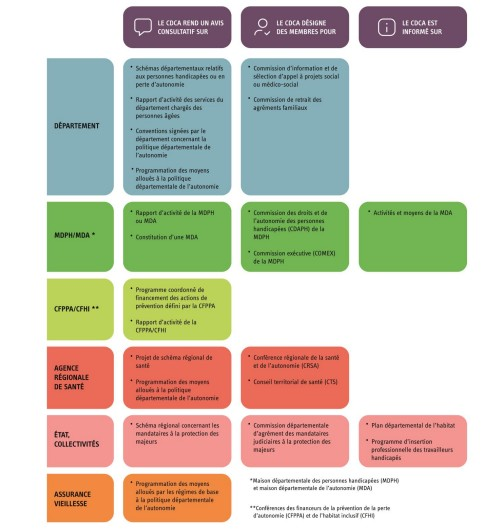 LE CDCA REND UN AVIS
CONSULTATIF SUR
LE CDCA DÉSIGNE
DES MEMBRES POUR
LE CDCA EST
INFORMÉ SUR
DÉPARTEMENT
• Schémas départementaux relatifs
aux personnes handicapées ou en
perte d'autonomie
• Rapport d'activité des services du
département chargés des
personnes âgées
• Conventions signées par le
département concernant la
politique départementale de
l'autonomie
• Programmation des moyens
alloués à la politique
départementale de l'autonomie
• Commission d'information et de
sélection d'appel à projets social
ou médico-social
• Commission de retrait des
agréments familiaux
MDPH/MDA *
• Rapport d'activité de la MDPH
ou MDA
• Constitution d'une MDA
• Commission des droits et de
l'autonomie des personnes
handicapées (CDAPH) de la
MDPH
• Commission exécutive (COMEX)
de la MDPH
• Activités et moyens de la MDA
CFPPA/CFHI **
• Programme coordonné de
financement des actions de
prévention défini par la CFPPA
• Rapport d'activité de la
CFPPA/CFHI
AGENCE
RÉGIONALE
DE SANTÉ
• Projet de schéma régional de
santé
• Programmation des moyens
alloués à la politique
départementale de l'autonomie
• Conférence régionale de la santé
et de l'autonomie (CRSA)
• Conseil territorial de santé (CTS)
ÉTAT,
COLLECTIVITÉS
• Schéma régional concernant les
mandataires à la protection des
majeurs
• Commission départementale
d'agrément des mandataires
judiciaires à la protection des
majeurs
• Plan départemental de l'habitat
• Programme d'insertion
professionnelle des travailleurs
handicapés
ASSURANCE
VIEILLESSE
• Programmation des moyens
alloués par les régimes de base
à la politique départementale
de l'autonomie
*Maison départementale des personnes handicapées (MDPH)
et maison départementale de l'autonomie (MDA)
**Conférences des financeurs de la prévention de la perte
d'autonomie (CFPPA) et de l'habitat inclusif (CFHI)